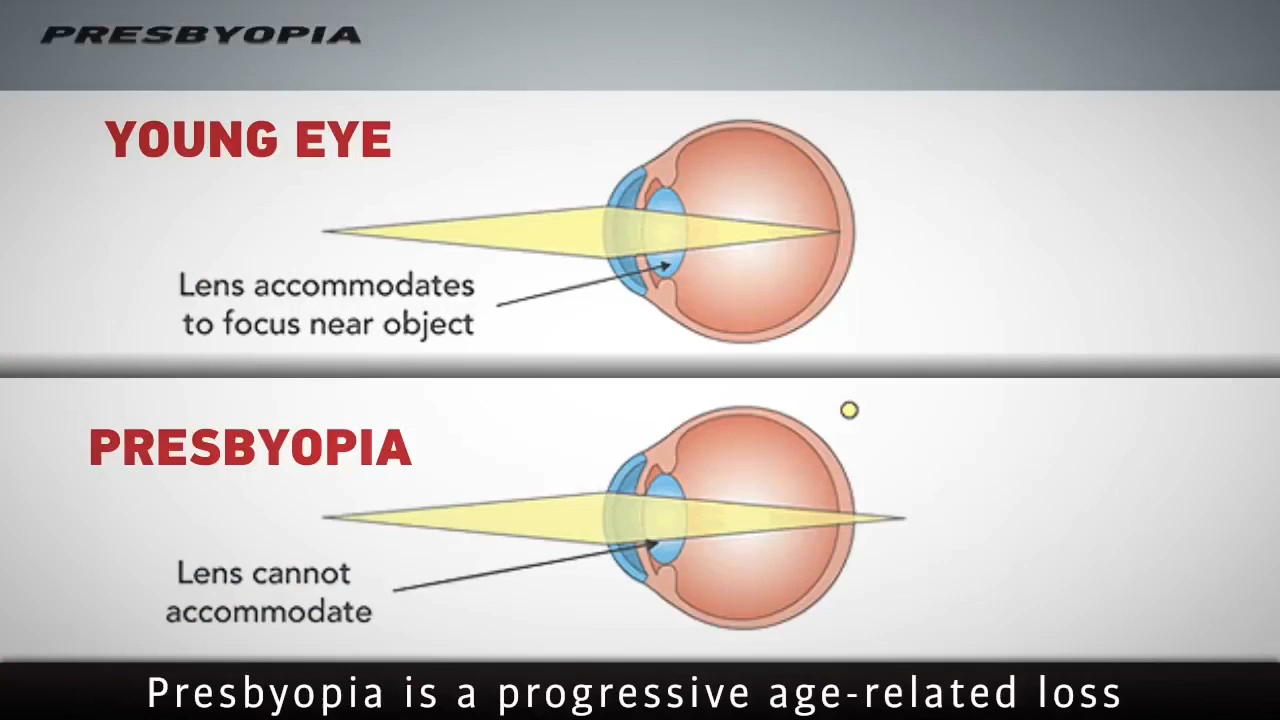 PRESBYOPIA
YOUNG EYE
Lens accommodates
to focus near object
PRESBYOPIA
Lens cannot
accommodate
Presbyopia is a progressive age-related loss